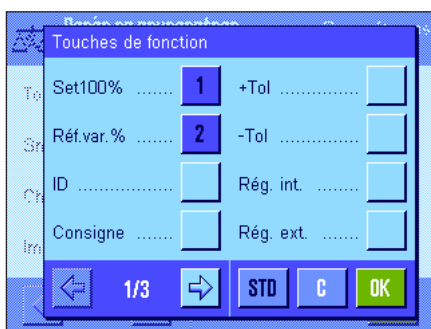 Touches de fonction
Set100% ....... 1
+Tol ...............
Réf.var.% ....... 2
-Tol ...............
ID ..................
Rég. int. .......
Consigne .......
Rég. ext. .......
1/3
STD
C
OK